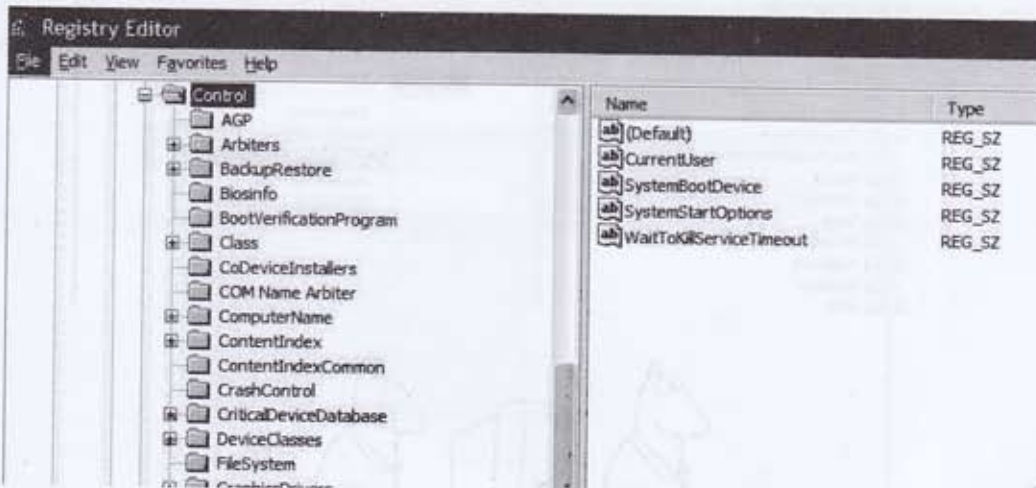 Registry Editor
File Edit View Favorites Help
Control
AGP
Arbiters
BackupRestore
Biosinfo
BootVerificationProgram
Class
CoDeviceInstallers
COM Name Arbiter
ComputerName
ContentIndex
ContentIndexCommon
CrashControl
CriticalDeviceDatabase
DeviceClasses
FileSystem
GraphicsDrivers
Name Type
(Default) REG_SZ
CurrentUser REG_SZ
SystemBootDevice REG_SZ
SystemStartOptions REG_SZ
WaitToKillServiceTimeout REG_SZ